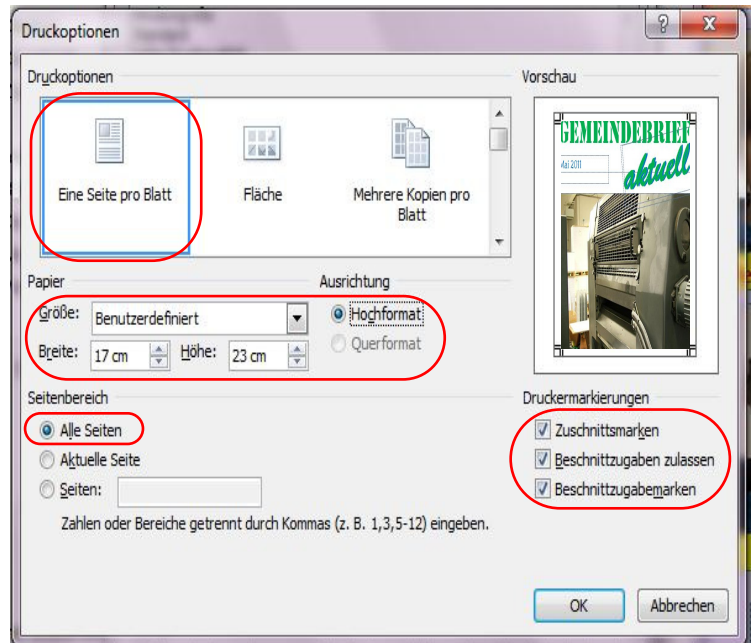 Druckoptionen
Druckoptionen
Eine Seite pro Blatt
Fläche
Mehrere Kopien pro
Blatt
Vorschau
GEMEINDEBRIEF
Mai 2011
aktuell
Papier
Größe: Benutzerdefiniert
Breite: 17 cm Höhe: 23 cm
Ausrichtung
Hochformat
Querformat
Seitenbereich
Alle Seiten
Aktuelle Seite
Seiten:
Zahlen oder Bereiche getrennt durch Kommas (z. B. 1,3,5-12) eingeben.
Druckermarkierungen
Zuschnittsmarken
Beschnittzugaben zulassen
Beschnittzugabemarken
OK
Abbrechen